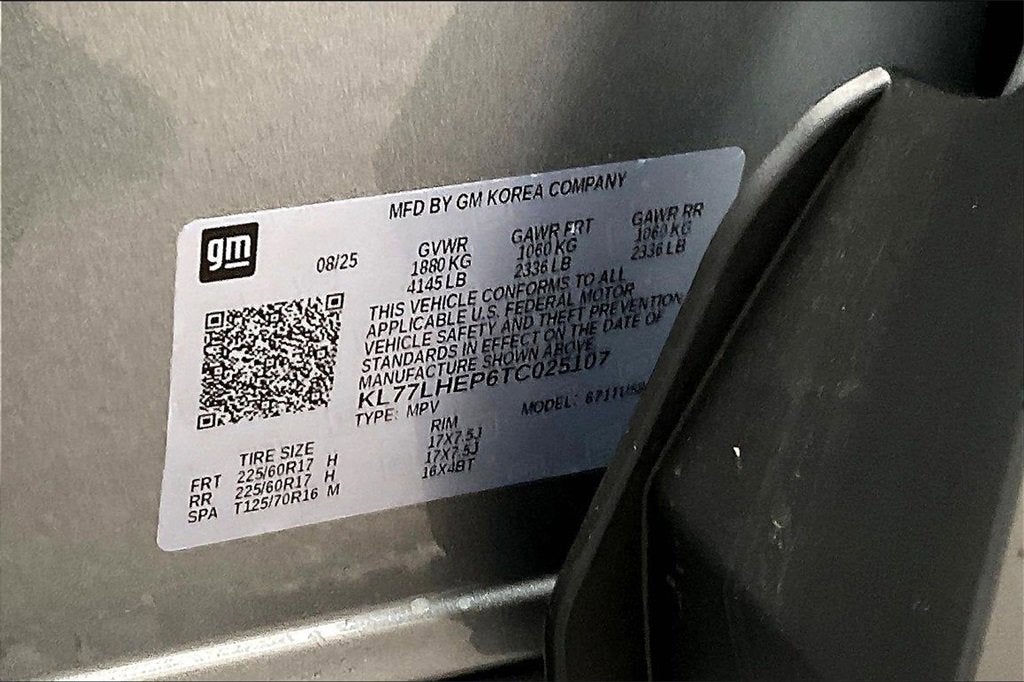 MFD BY GM KOREA COMPANY
gm
08/25
GVWR
1880 KG
4145 LB
GAWR FRT
1060 KG
2336 LB
GAWR RR
1060 KG
2336 LB
THIS VEHICLE CONFORMS TO ALL
APPLICABLE U.S. FEDERAL MOTOR
VEHICLE SAFETY AND THEFT PREVENTION
STANDARDS IN EFFECT ON THE DATE OF
MANUFACTURE SHOWN ABOVE
KL77LHEP6TC025107
TYPE: MPV
MODEL:
TIRE SIZE RIM
FRT 225/60R17 H 17X7.5J
RR 225/60R17 H 17X7.5J
SPA T125/70R16 M 16X4BT